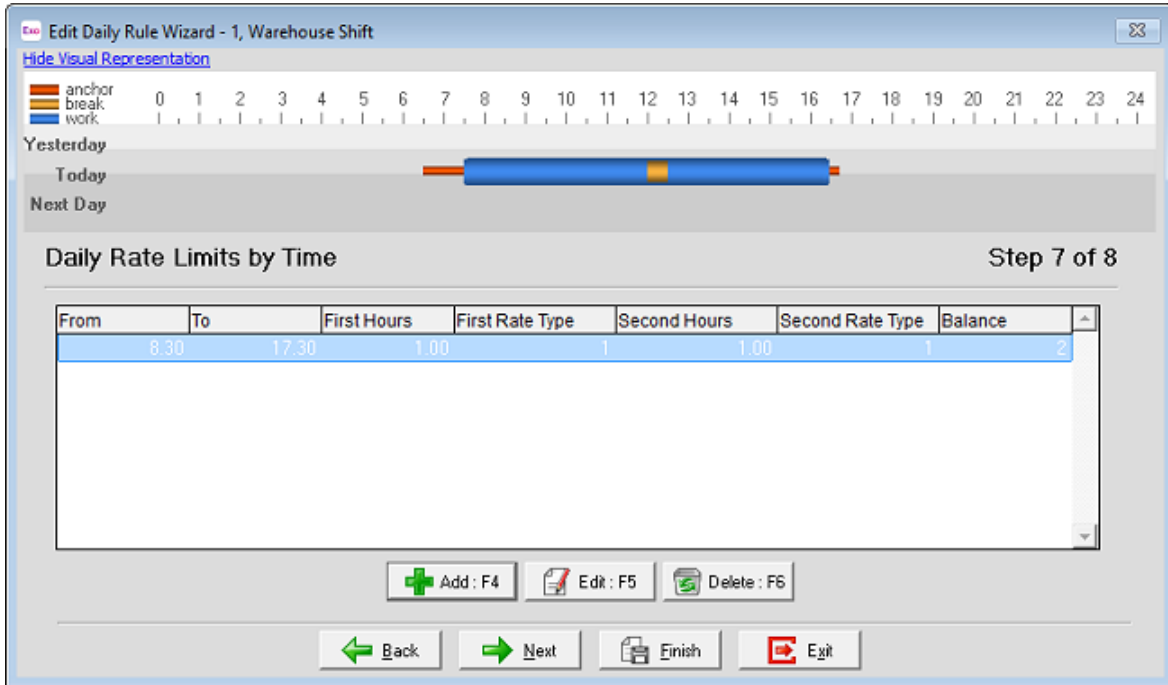 Exo Edit Daily Rule Wizard - 1, Warehouse Shift
Hide Visual Representation
anchor
break
work
0 1 2 3 4 5 6 7 8 9 10 11 12 13 14 15 16 17 18 19 20 21 22 23 24
Yesterday
Today
Next Day
Daily Rate Limits by Time Step 7 of 8
From To First Hours First Rate Type Second Hours Second Rate Type Balance
8.30 17.30 1.00 1 1.00 1 2
Add : F4 Edit : F5 Delete : F6
Back Next Finish Exit